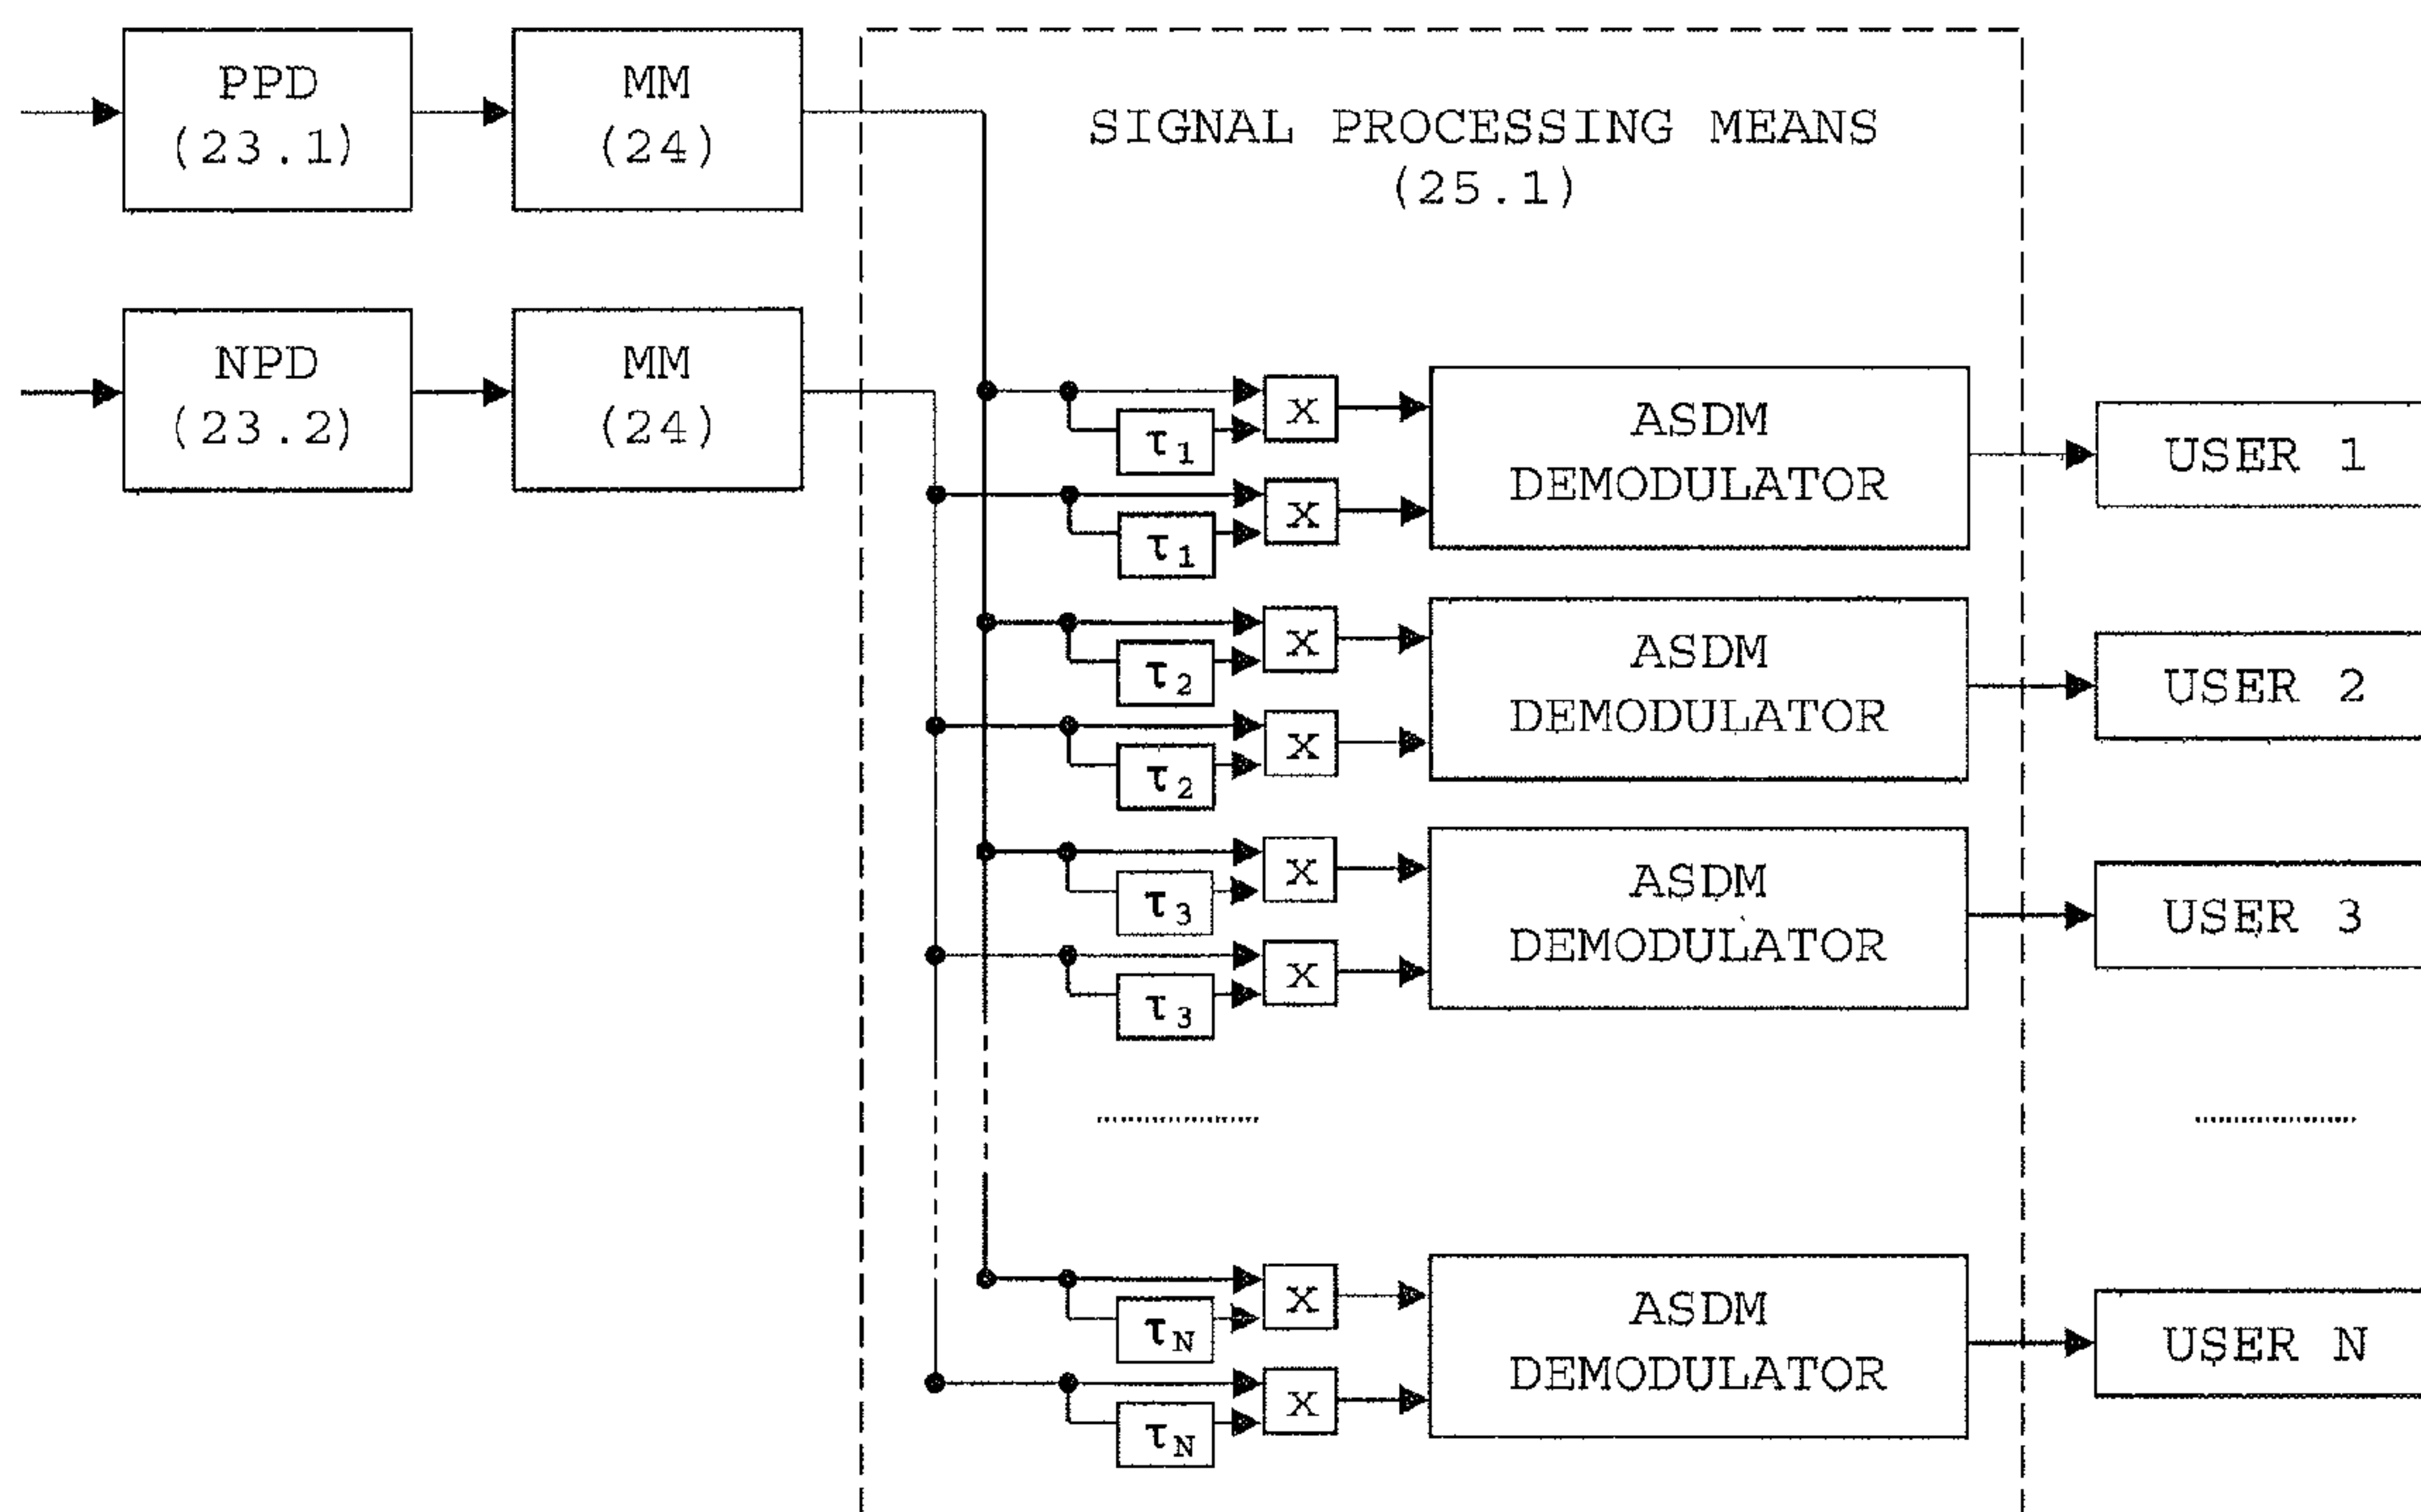 PPD
(23.1)
MM
(24)
SIGNAL PROCESSING MEANS
(25.1)
NPD
(23.2)
MM
(24)
X
τ1
X
τ1
ASDM
DEMODULATOR
USER 1
X
τ2
X
τ2
ASDM
DEMODULATOR
USER 2
X
τ3
X
τ3
ASDM
DEMODULATOR
USER 3
X
τN
X
τN
ASDM
DEMODULATOR
USER N